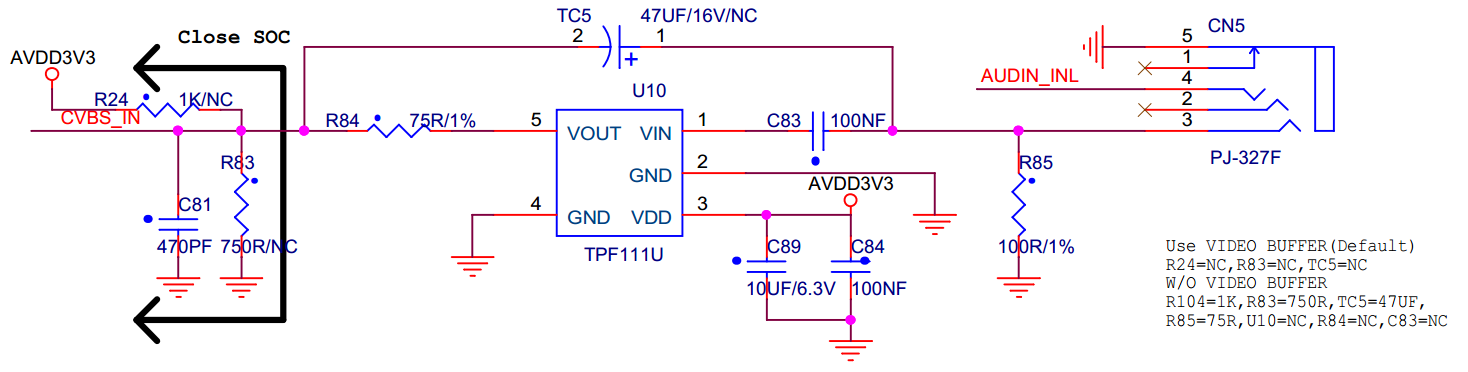 TC5 47UF/16V/NC
2 1
Close SOC
CN5
5
AVDD3V3
1
AUDIN_INL
4
R24 1K/NC
U10
2
CVBS_IN
R84 75R/1%
5 VOUT VIN 1
C83 100NF
3
PJ-327F
R83
GND 2
R85
AVDD3V3
C81
4 GND VDD 3
470PF 750R/NC
TPF111U
C89 C84
100R/1%
10UF/6.3V 100NF
Use VIDEO BUFFER(Default)
R24=NC,R83=NC,TC5=NC
W/O VIDEO BUFFER
R104=1K,R83=750R,TC5=47UF,
R85=75R,U10=NC,R84=NC,C83=NC